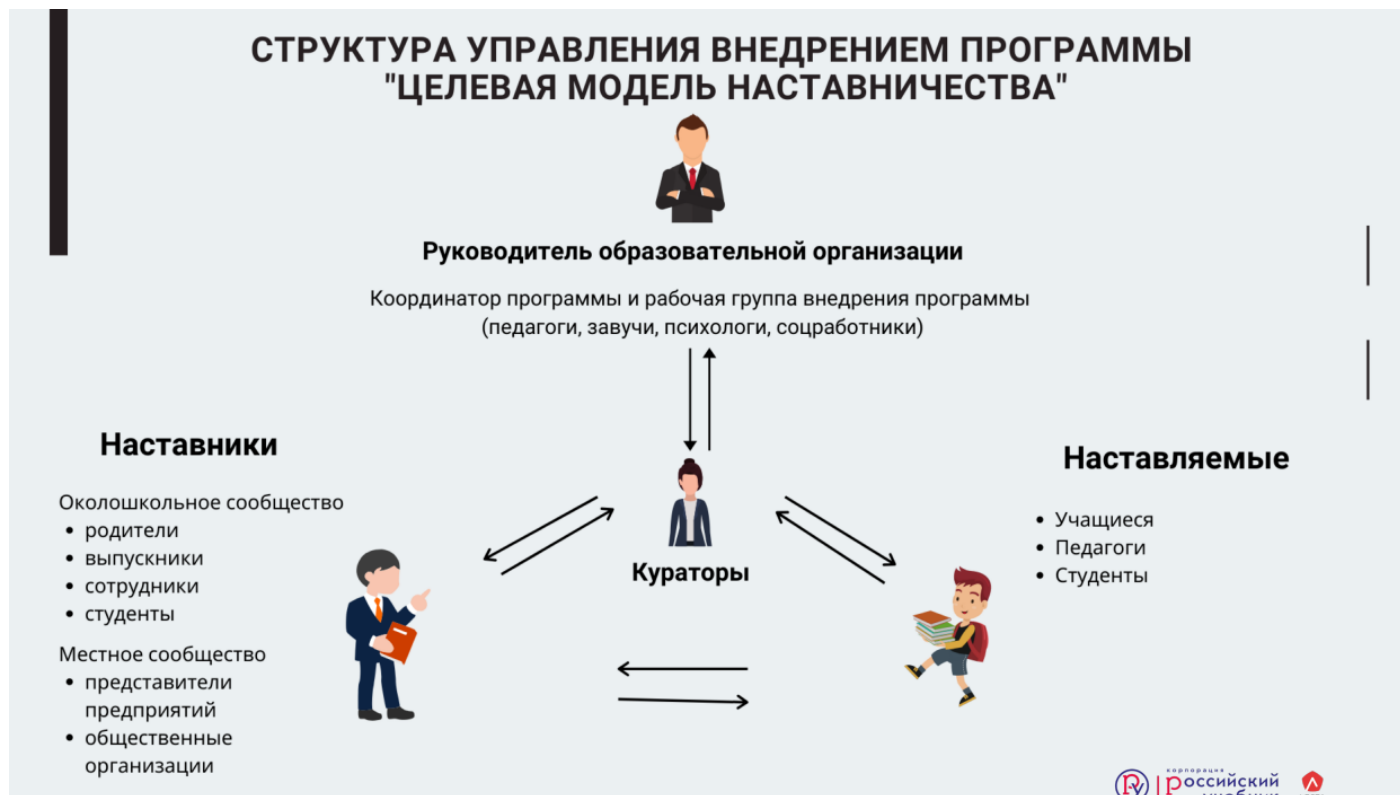 СТРУКТУРА УПРАВЛЕНИЯ ВНЕДРЕНИЕМ ПРОГРАММЫ
"ЦЕЛЕВАЯ МОДЕЛЬ НАСТАВНИЧЕСТВА"
Руководитель образовательной организации
Координатор программы и рабочая группа внедрения программы
(педагоги, завучи, психологи, соцработники)
Наставники
Околошкольное сообщество
• родители
• выпускники
• сотрудники
• студенты
Местное сообщество
• представители
предприятий
• общественные
организации
Кураторы
Наставляемые
• Учащиеся
• Педагоги
• Студенты
корпорация
российский